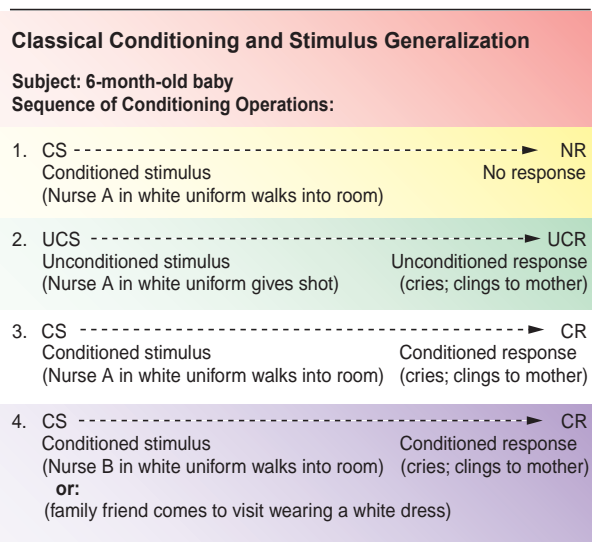 Classical Conditioning and Stimulus Generalization
Subject: 6-month-old baby
Sequence of Conditioning Operations:
1. CS NR
Conditioned stimulus No response
(Nurse A in white uniform walks into room)
2. UCS UCR
Unconditioned stimulus Unconditioned response
(Nurse A in white uniform gives shot) (cries; clings to mother)
3. CS CR
Conditioned stimulus Conditioned response
(Nurse A in white uniform walks into room) (cries; clings to mother)
4. CS CR
Conditioned stimulus Conditioned response
(Nurse B in white uniform walks into room) (cries; clings to mother)
or:
(family friend comes to visit wearing a white dress)